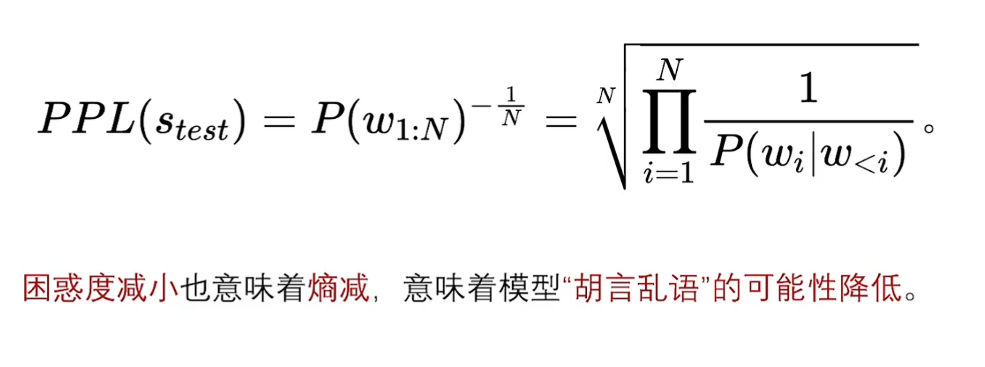 PPL(s_{test}) = P(w_{1:N})^{-\frac{1}{N}} = \sqrt[N]{\prod_{i=1}^{N} \frac{1}{P(w_i|w_{<i})}}。
困惑度减小也意味着熵减，意味着模型“胡言乱语”的可能性降低。